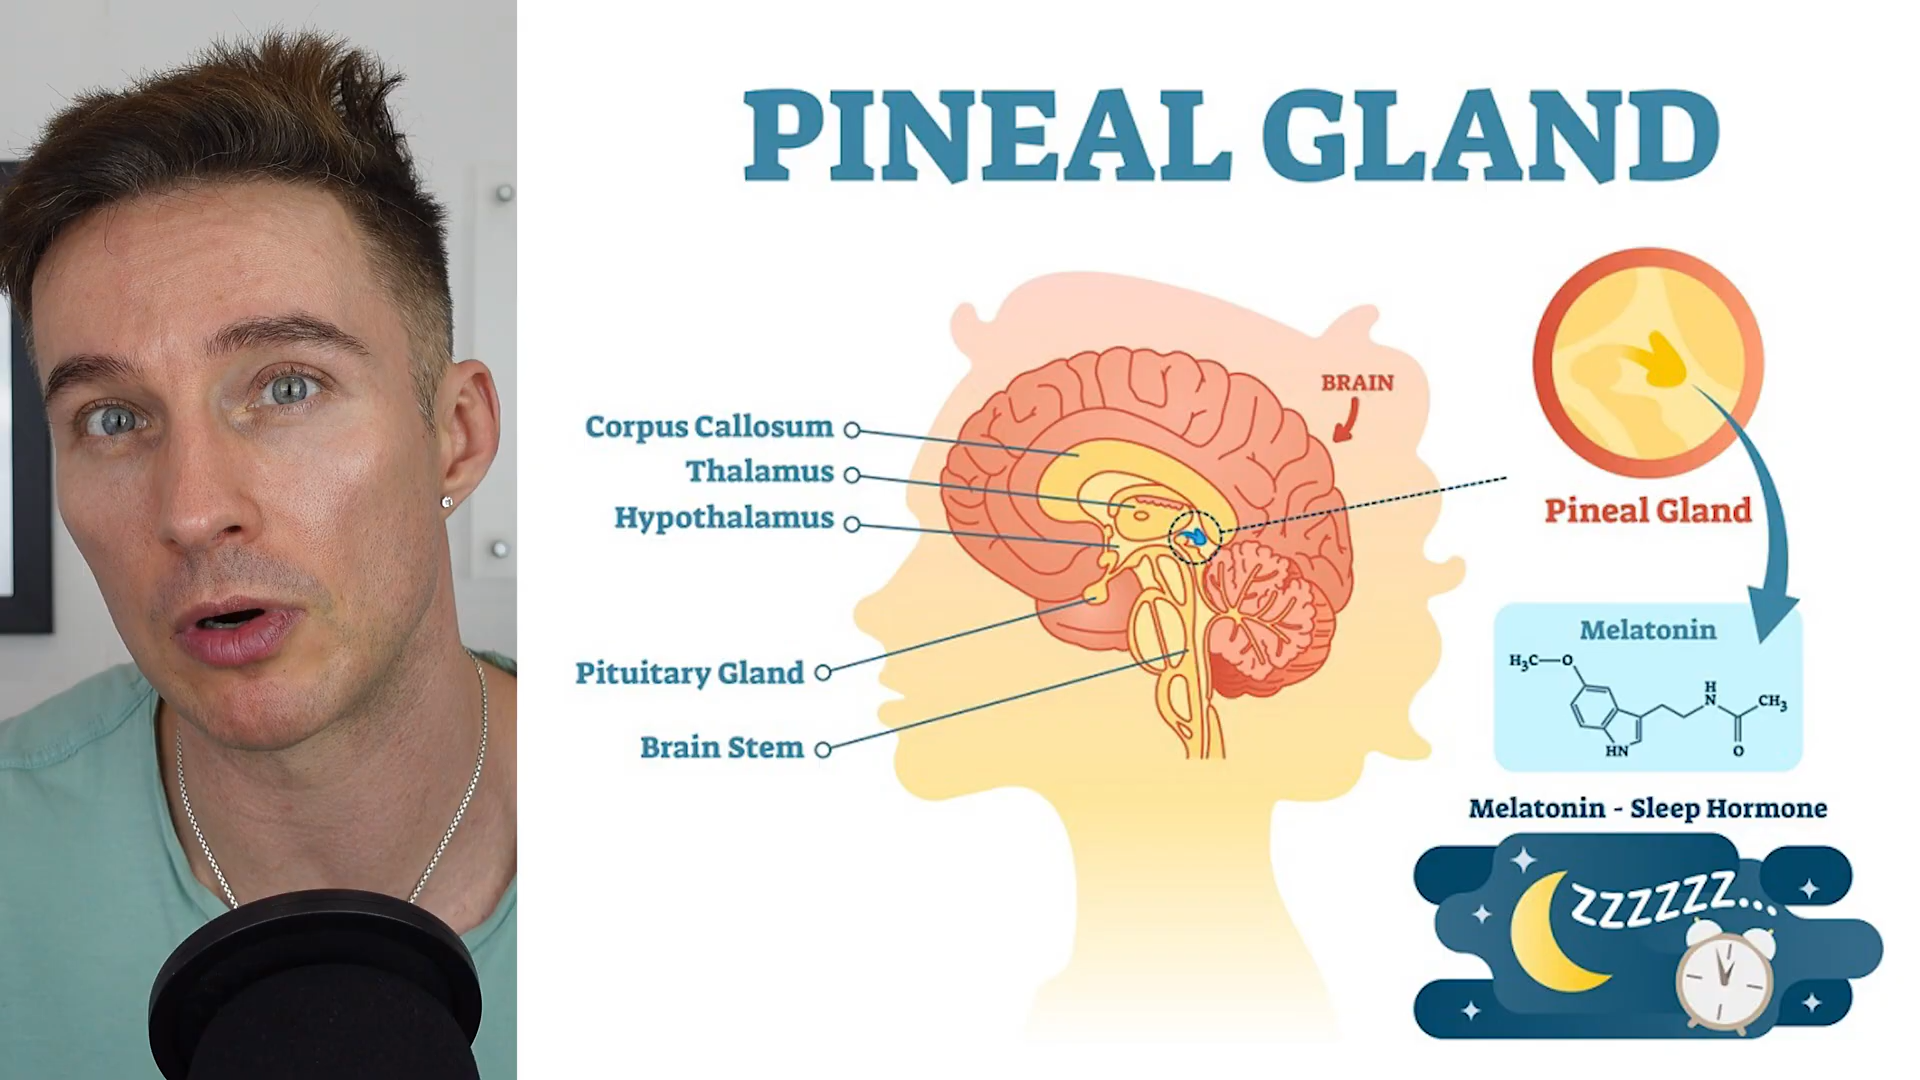 PINEAL GLAND
BRAIN
Corpus Callosum
Thalamus
Hypothalamus
Pituitary Gland
Brain Stem
Pineal Gland
Melatonin
H₃C
O
H
N
CH₃
HN
O
Melatonin - Sleep Hormone
ZZZZZZ...